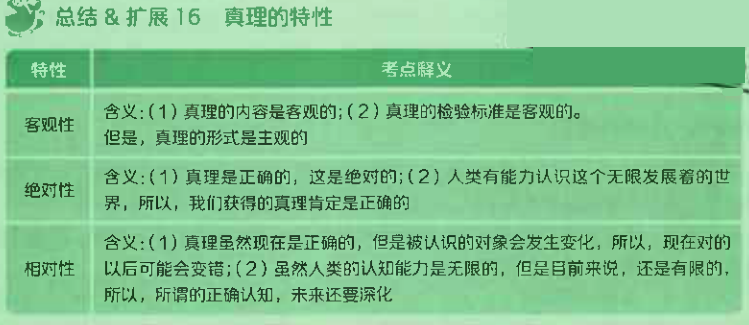 总结 & 扩展 16 真理的特性
特性 考点释义
客观性
含义:(1) 真理的内容是客观的;(2) 真理的检验标准是客观的。
但是，真理的形式是主观的
绝对性
含义:(1) 真理是正确的，这是绝对的;(2) 人类有能力认识这个无限发展着的世
界，所以，我们获得的真理肯定是正确的
相对性
含义:(1) 真理虽然现在是正确的，但是被认识的对象会发生变化，所以，现在对的
以后可能会变错;(2) 虽然人类的认知能力是无限的，但是目前来说，还是有限的，
所以，所谓的正确认知，未来还要深化